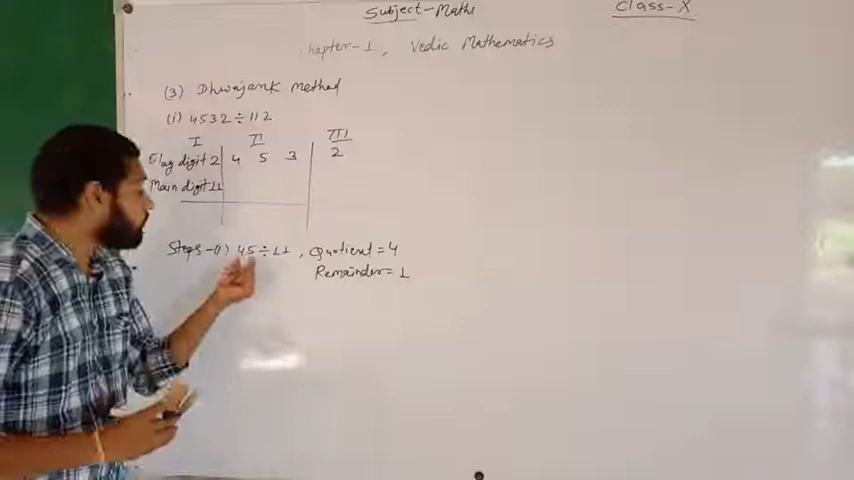 Subject-Maths
Class-X
Chapter-1, Vedic Mathematics
(3) Dhwajank method
(i) 4532÷112
I II III
Flag digit 2 4 5 3 2
Main digit 11
Steps-(i) 45÷11, Quotient=4
Remainder=1